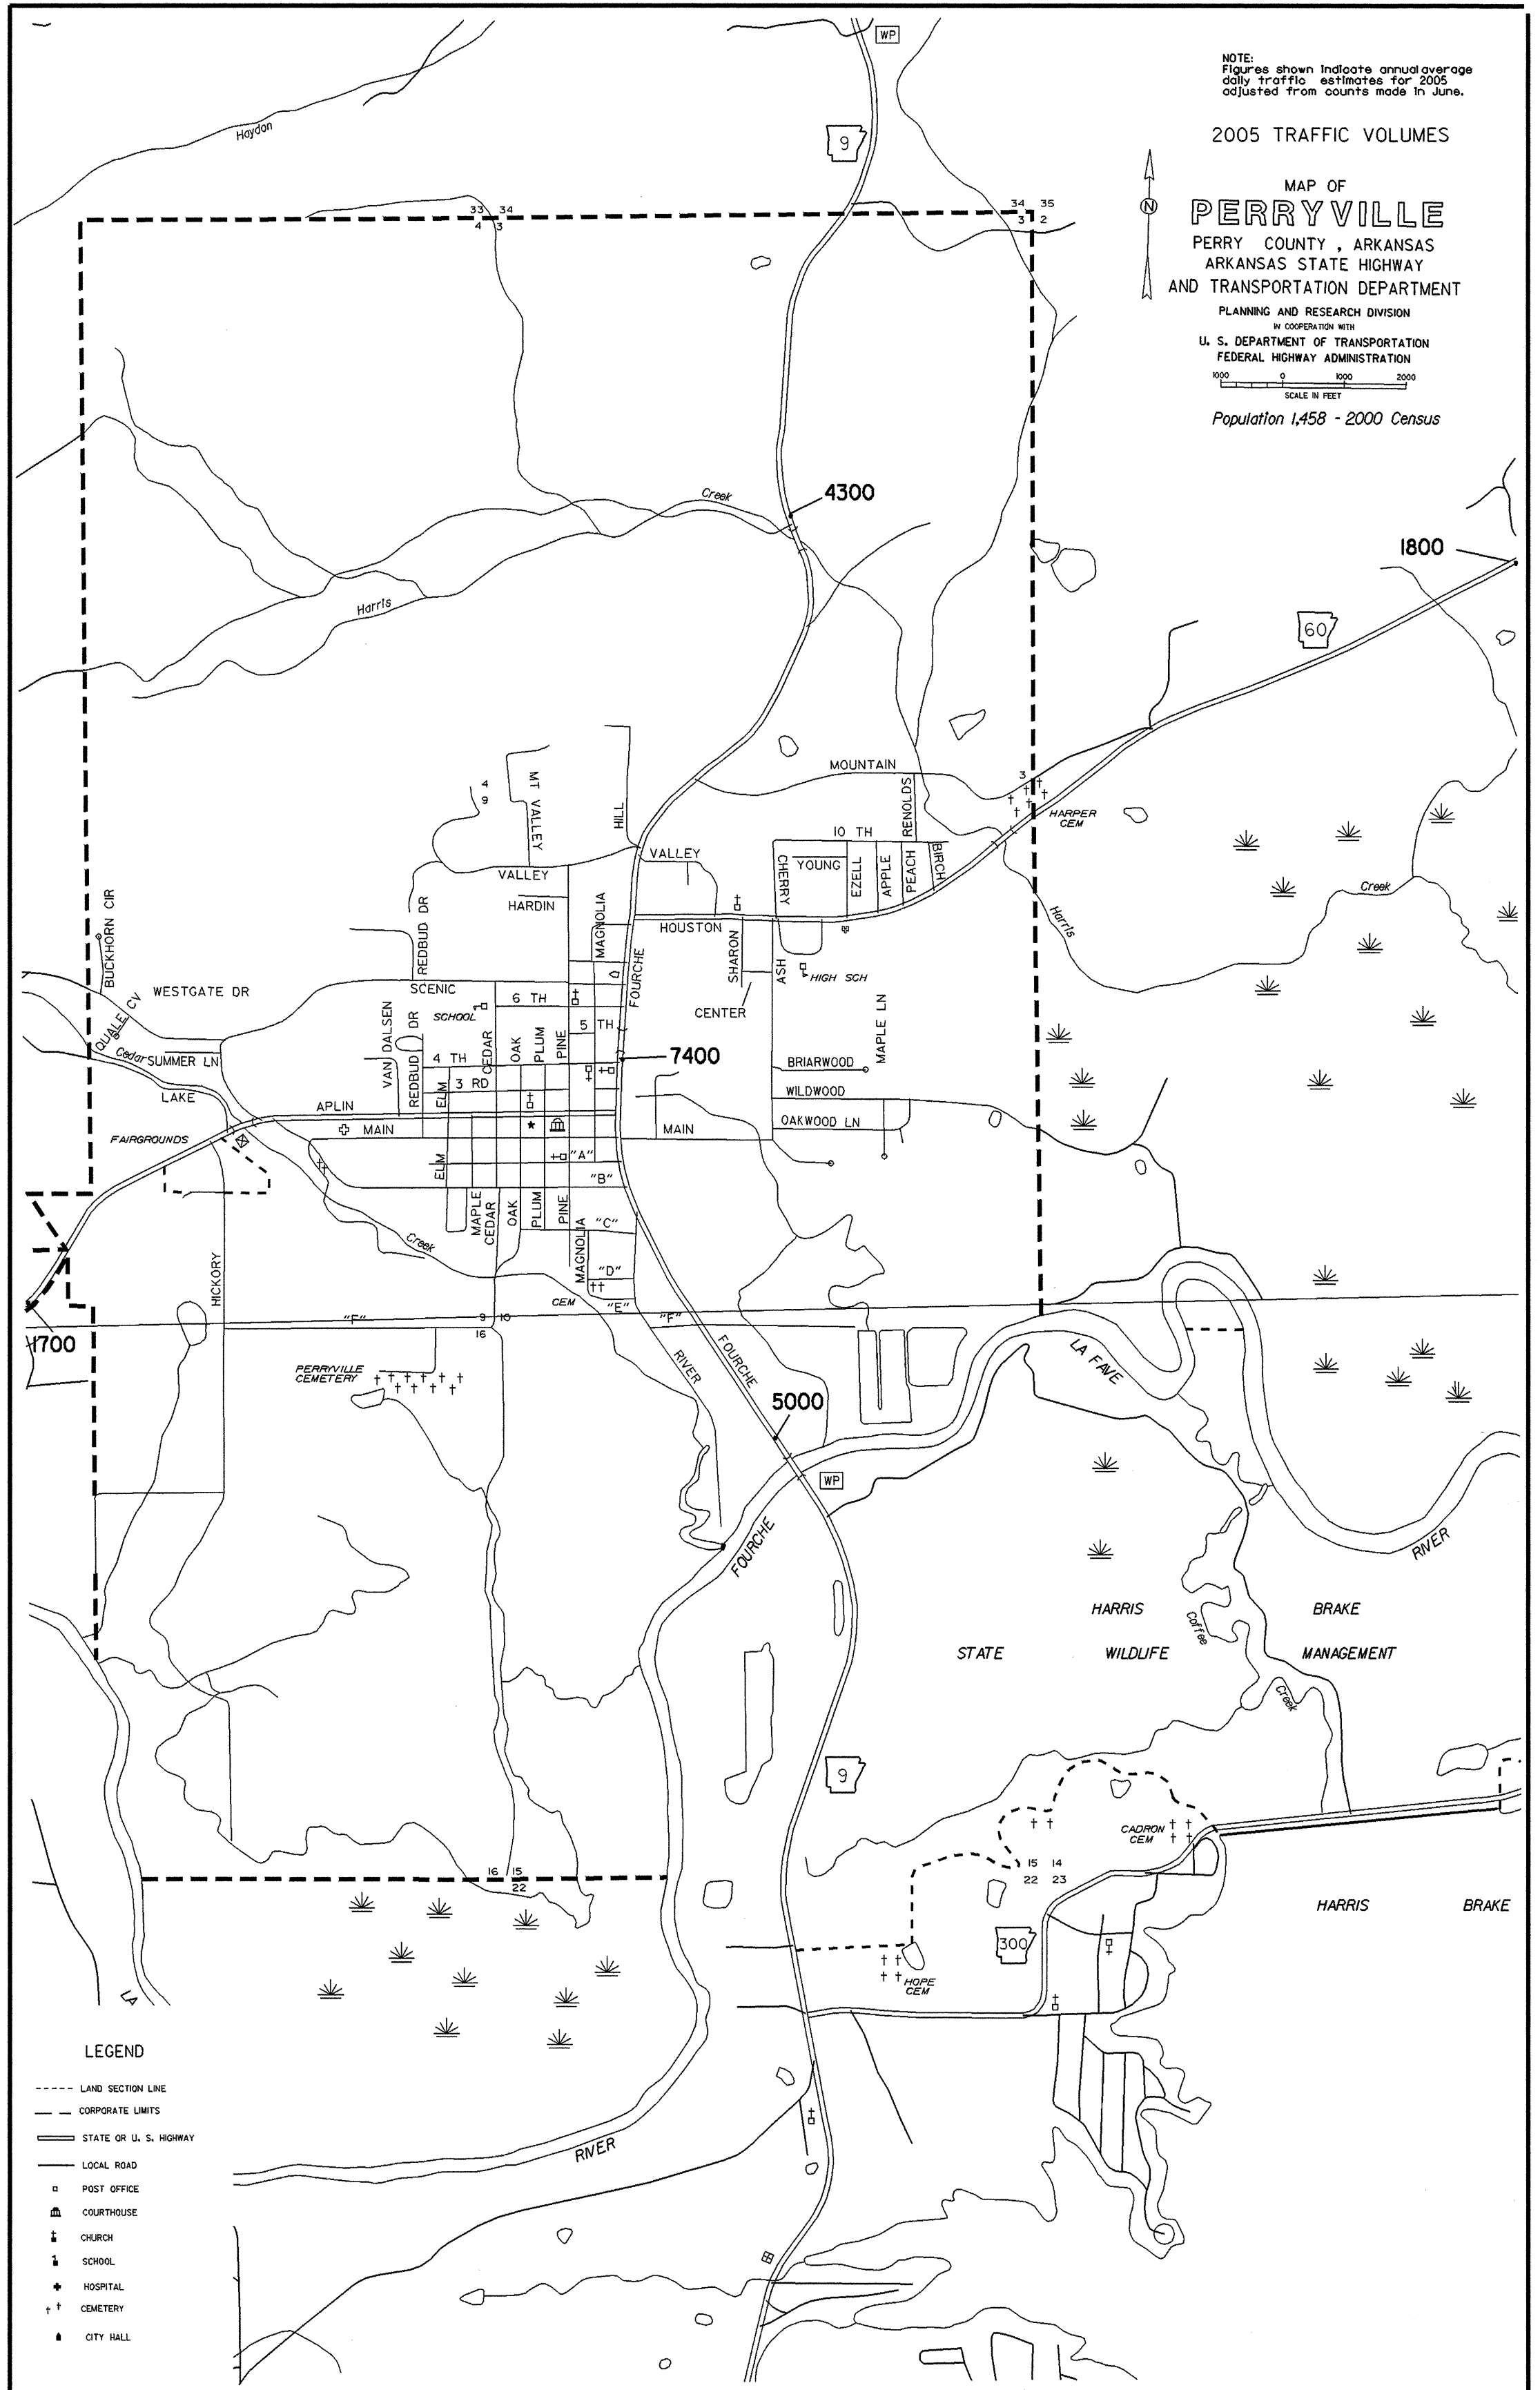 WP
NOTE:
Figures shown indicate annual average
daily traffic estimates for 2005
adjusted from counts made in June.
2005 TRAFFIC VOLUMES
MAP OF
PERRYVILLE
PERRY COUNTY , ARKANSAS
ARKANSAS STATE HIGHWAY
AND TRANSPORTATION DEPARTMENT
PLANNING AND RESEARCH DIVISION
IN COOPERATION WITH
U. S. DEPARTMENT OF TRANSPORTATION
FEDERAL HIGHWAY ADMINISTRATION
1000 0 1000 2000
SCALE IN FEET
Population 1,458 - 2000 Census
N
Haydon
9
33 34
4 3
34 35
3 2
Creek
4300
1800
Harris
60
MOUNTAIN
3
HARPER
CEM
4
9
MT VALLEY
HILL
RENOLDS
10 TH
VALLEY
YOUNG
CHERRY
EZELL
APPLE
PEACH
BIRCH
VALLEY
HARDIN
MAGNOLIA
HOUSTON
Creek
Harris
BUCKHORN CIR
REDBUD DR
FOURCHE
SHARON
ASH
HIGH SCH
WESTGATE DR
SCENIC
6 TH
SCHOOL
CENTER
QUALE CV
VAN DALSEN
REDBUD DR
CEDAR
OAK
PLUM
PINE
5 TH
MAPLE LN
Cedar
SUMMER LN
4 TH
7400
BRIARWOOD
3 RD
ELM
WILDWOOD
LAKE
APLIN
OAKWOOD LN
FAIRGROUNDS
MAIN
MAIN
"A"
ELM
"B"
MAPLE
CEDAR
OAK
PLUM
PINE
"C"
MAGNOLIA
Creek
HICKORY
"D"
CEM
"E"
"F"
9 10
16
"F"
1700
PERRYVILLE
CEMETERY
RIVER
FOURCHE
LA FAVE
5000
WP
FOURCHE
RIVER
HARRIS BRAKE
Coffee
STATE WILDLIFE MANAGEMENT
Creek
9
CADRON
CEM
16 15
22
15 14
22 23
HARRIS BRAKE
300
HOPE
CEM
LA
RIVER
LEGEND
LAND SECTION LINE
CORPORATE LIMITS
STATE OR U. S. HIGHWAY
LOCAL ROAD
POST OFFICE
COURTHOUSE
CHURCH
SCHOOL
HOSPITAL
CEMETERY
CITY HALL